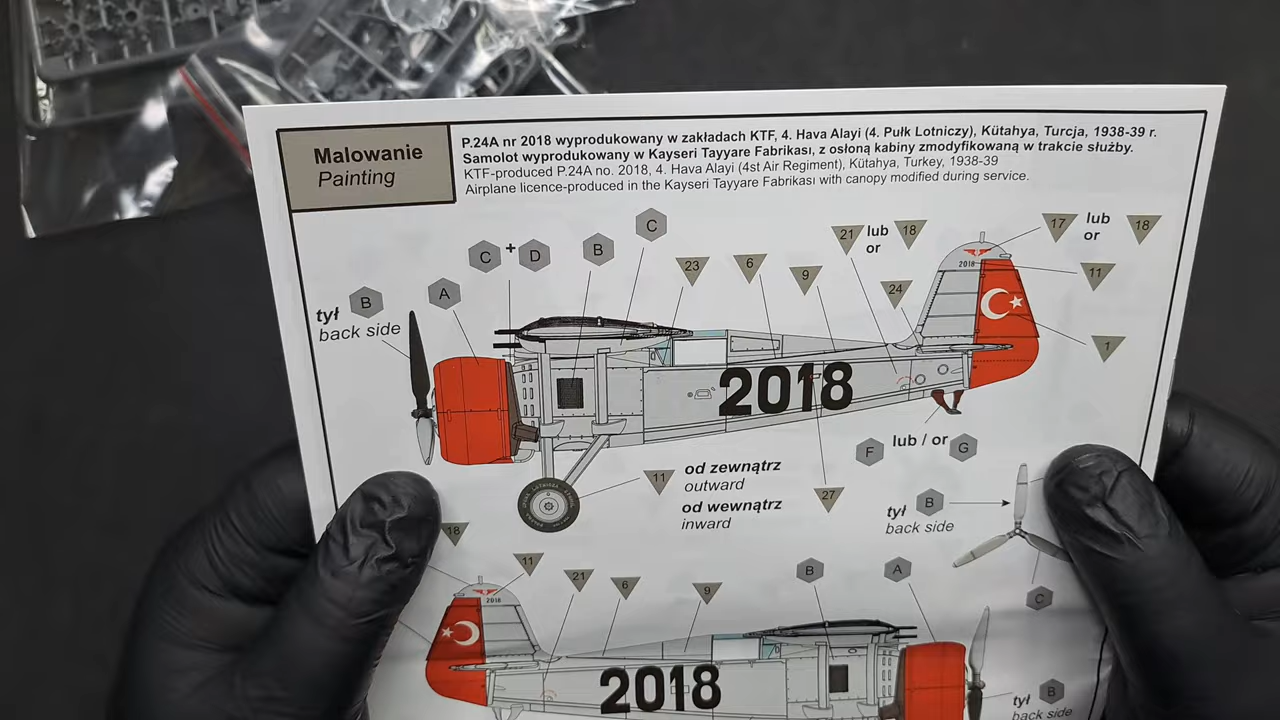 Malowanie
Painting
P.24A nr 2018 wyprodukowany w zakładach KTF, 4. Hava Alayi (4. Pułk Lotniczy), Kütahya, Turcja, 1938-39 r.
Samolot wyprodukowany w Kayseri Tayyare Fabrikası, z osłoną kabiny zmodyfikowaną w trakcie służby.
KTF-produced P.24A no. 2018, 4. Hava Alayi (4st Air Regiment), Kütahya, Turkey, 1938-39
Airplane licence-produced in the Kayseri Tayyare Fabrikası with canopy modified during service.
C
C + D
B
23
6
9
21 lub 18
or
24
17 lub 18
or
11
2018
1
tył B
back side
A
2018
F lub / or G
11
od zewnątrz
outward
od wewnątrz
inward
27
tył B
back side
C
18
11
21
6
9
B
A
2018
2018
tył B
back side